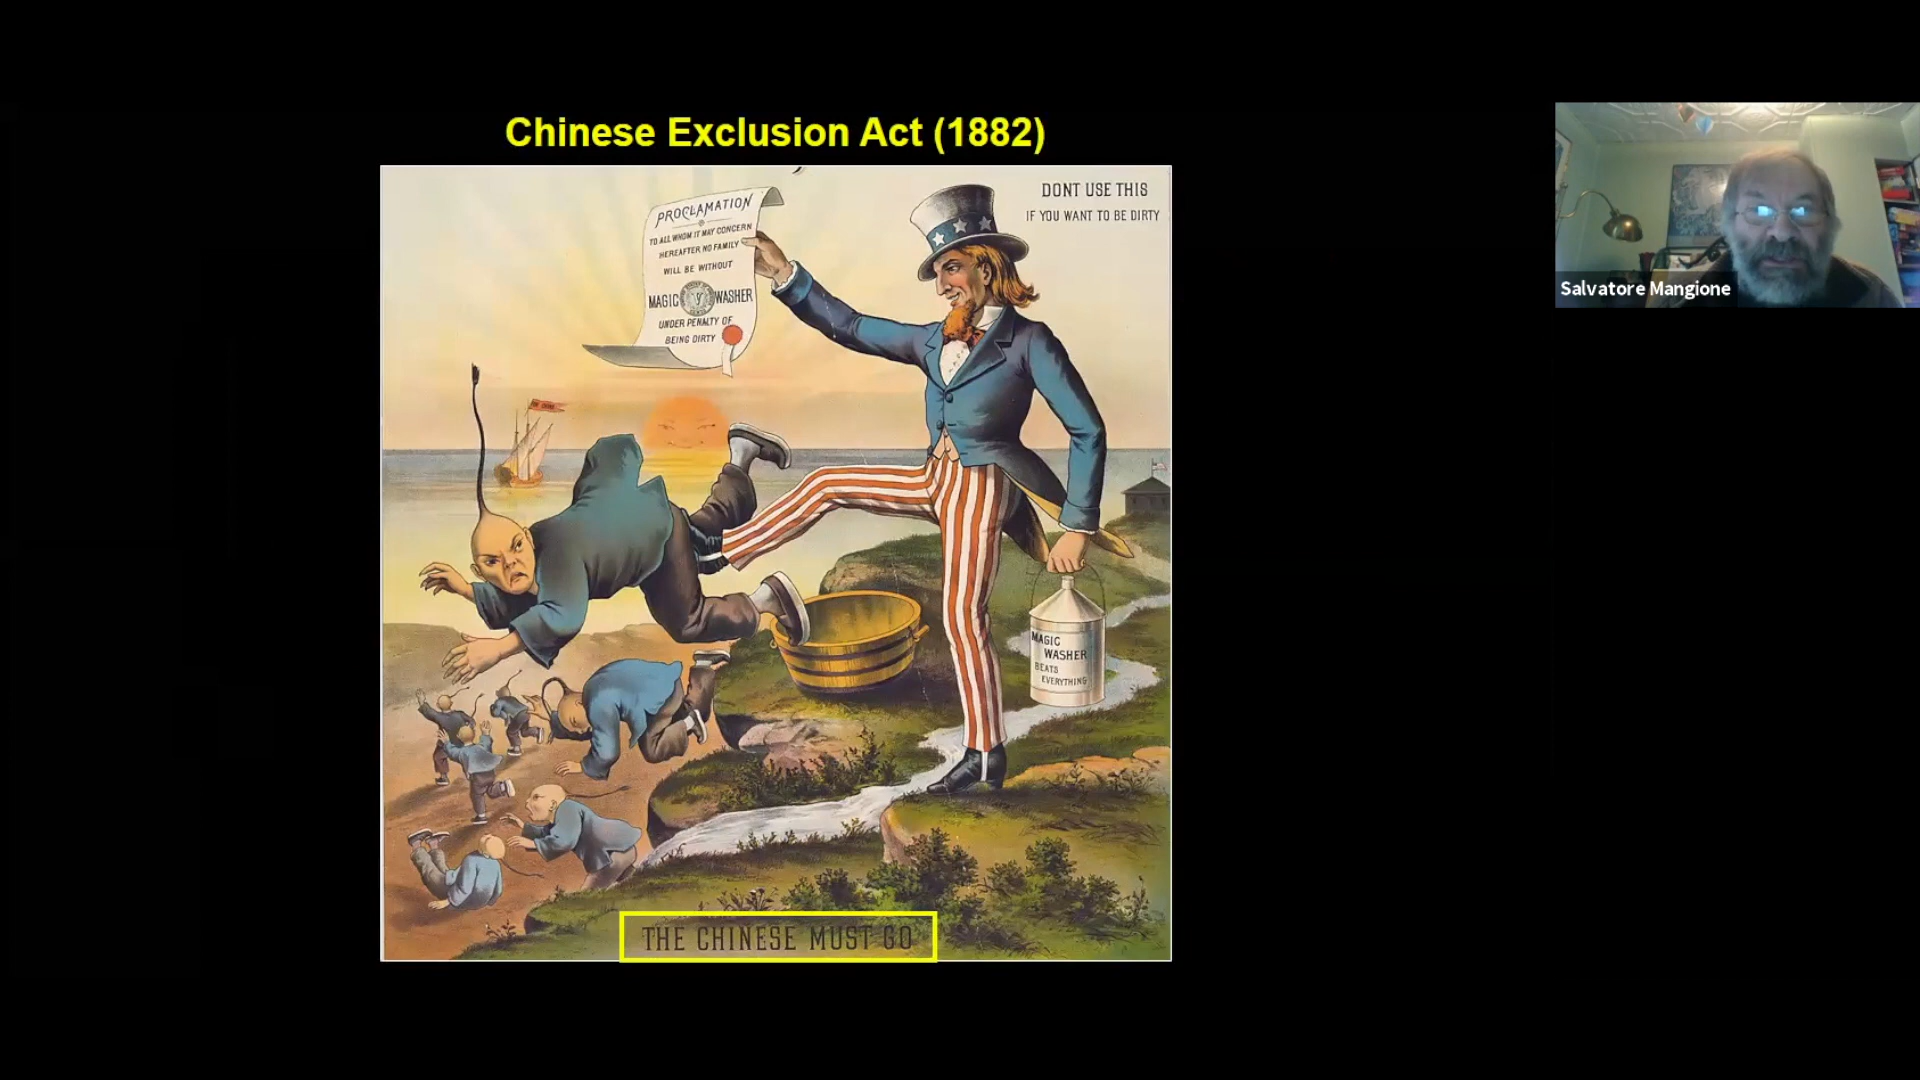 Chinese Exclusion Act (1882)
DONT USE THIS
IF YOU WANT TO BE DIRTY
PROCLAMATION
TO ALL WHOM IT MAY CONCERN
HEREAFTER NO FAMILY
WILL BE WITHOUT
MAGIC WASHER
UNDER PENALTY OF
BEING DIRTY
MAGIC
WASHER
BEATS
EVERYTHING
THE CHINESE MUST GO
Salvatore Mangione